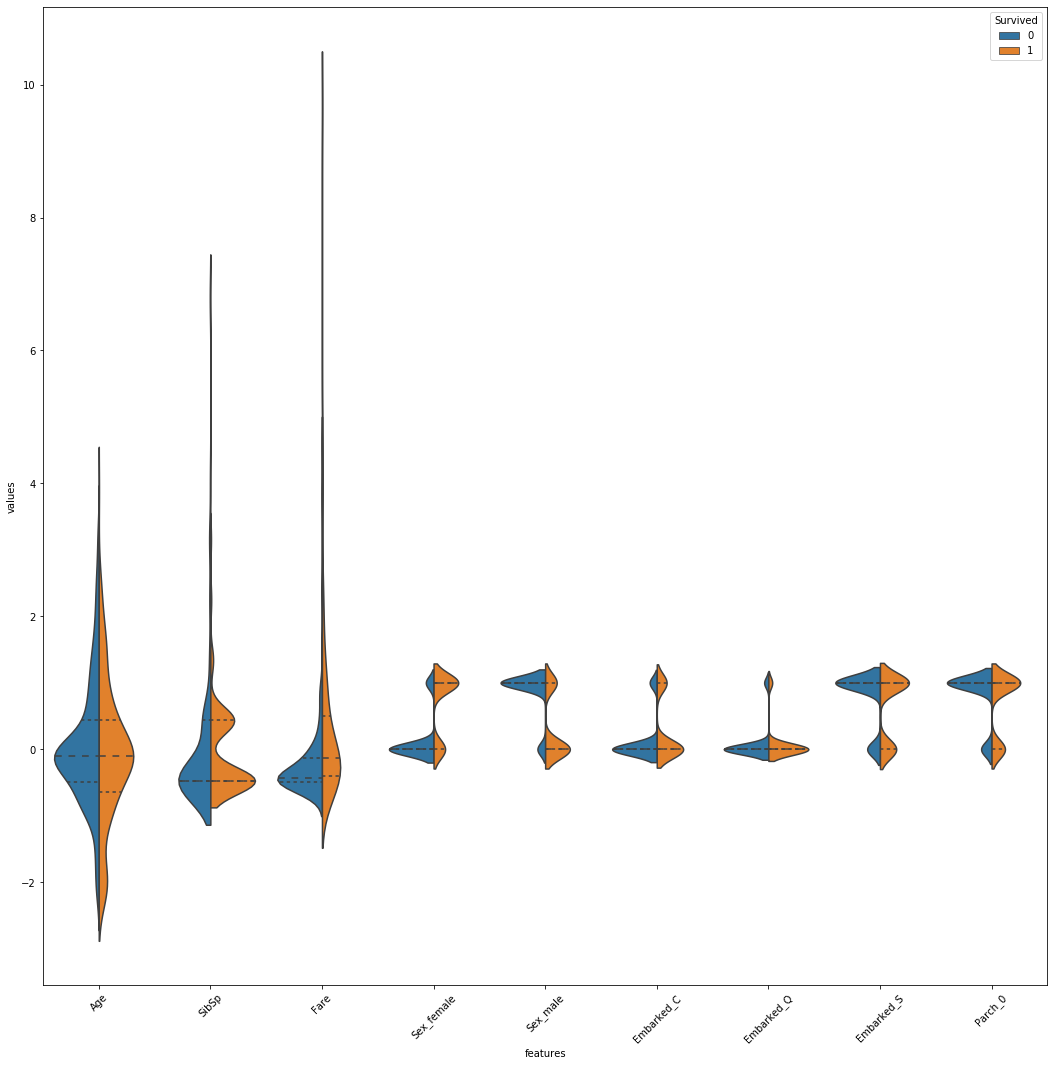 Survived
0
1
10
8
6
4
2
0
−2
values
Age
SibSp
Fare
Sex_female
Sex_male
Embarked_C
Embarked_Q
Embarked_S
Parch_0
features